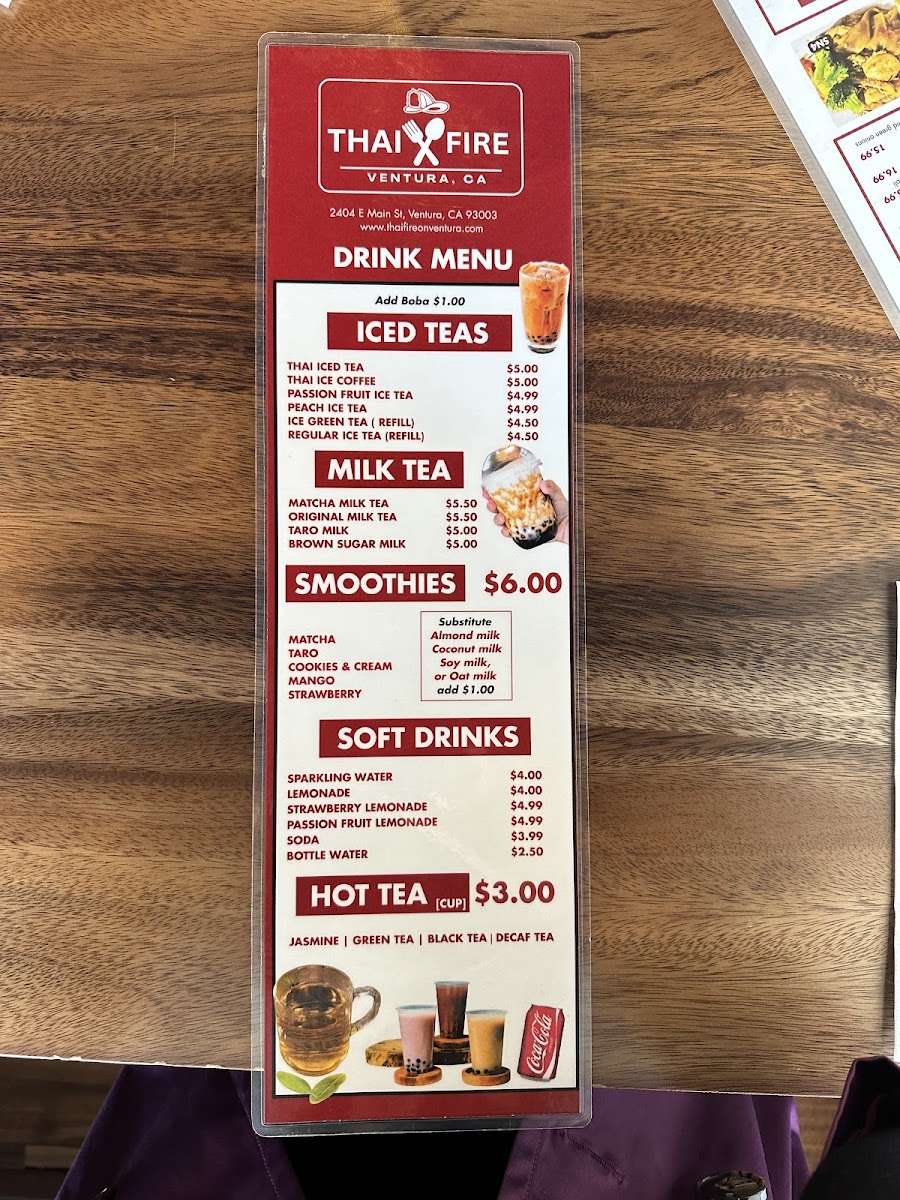 THAI FIRE
VENTURA, CA
2404 E Main St, Ventura, CA 93003
www.thaifireonventura.com
DRINK MENU
Add Boba $1.00
ICED TEAS
THAI ICED TEA $5.00
THAI ICE COFFEE $5.00
PASSION FRUIT ICE TEA $4.99
PEACH ICE TEA $4.99
ICE GREEN TEA ( REFILL) $4.50
REGULAR ICE TEA (REFILL) $4.50
MILK TEA
MATCHA MILK TEA $5.50
ORIGINAL MILK TEA $5.50
TARO MILK $5.00
BROWN SUGAR MILK $5.00
SMOOTHIES $6.00
MATCHA
TARO
COOKIES & CREAM
MANGO
STRAWBERRY
Substitute
Almond milk
Coconut milk
Soy milk,
or Oat milk
add $1.00
SOFT DRINKS
SPARKLING WATER $4.00
LEMONADE $4.00
STRAWBERRY LEMONADE $4.99
PASSION FRUIT LEMONADE $4.99
SODA $3.99
BOTTLE WATER $2.50
HOT TEA [CUP] $3.00
JASMINE | GREEN TEA | BLACK TEA | DECAF TEA
Coca-Cola
SN4
green onions
15.99
16.99